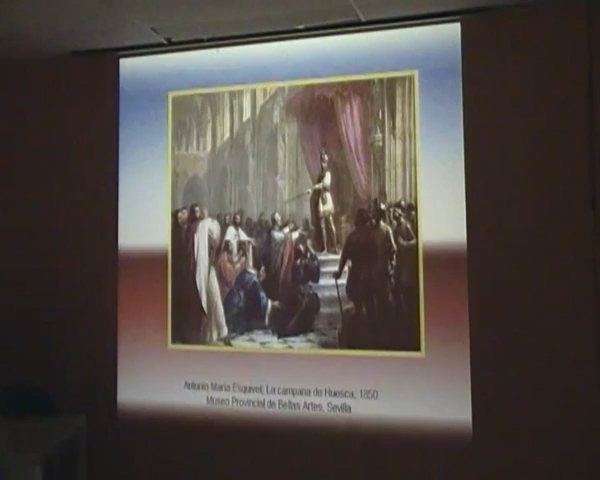 Antonio María Esquivel, La campana de Huesca, 1850
Museo Provincial de Bellas Artes, Sevilla